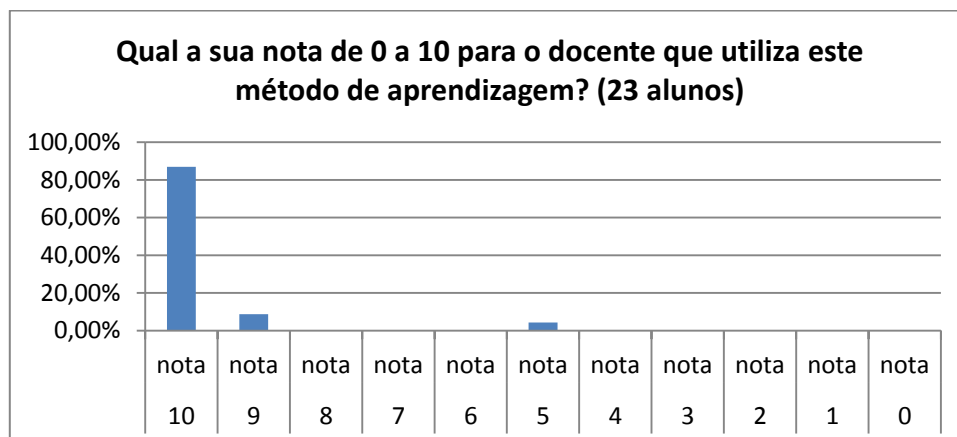 Qual a sua nota de 0 a 10 para o docente que utiliza este
método de aprendizagem? (23 alunos)
100,00%
80,00%
60,00%
40,00%
20,00%
0,00%
nota nota nota nota nota nota nota nota nota nota nota
10 9 8 7 6 5 4 3 2 1 0